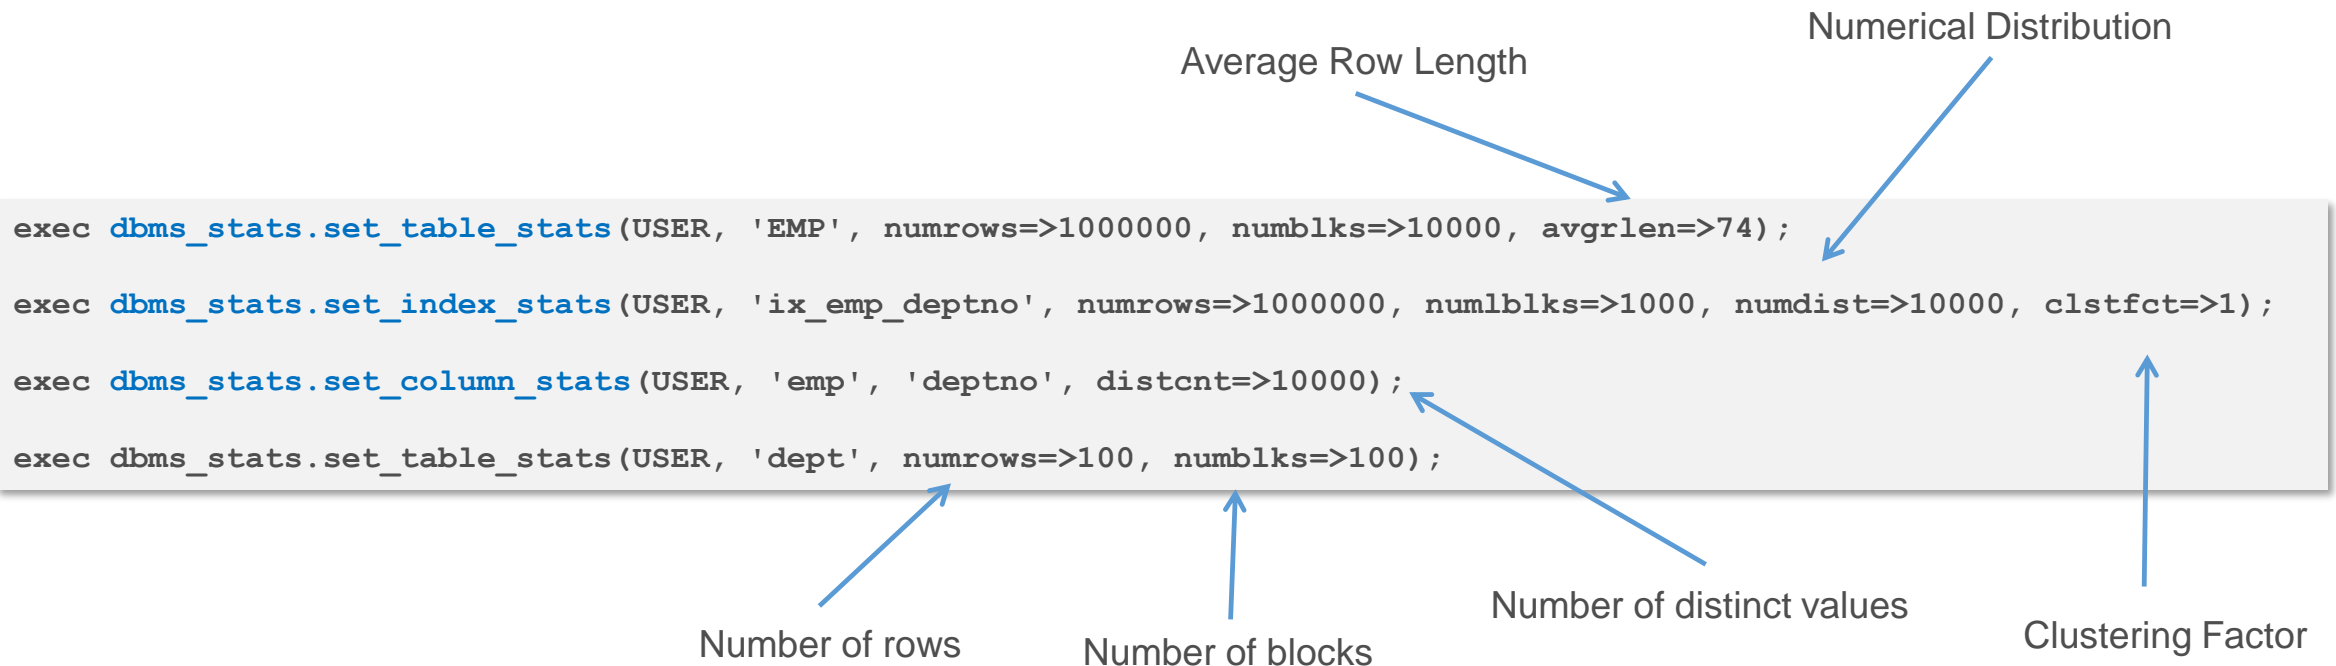 Numerical Distribution
Average Row Length
exec dbms_stats.set_table_stats(USER, 'EMP', numrows=>1000000, numblks=>10000, avgrlen=>74);
exec dbms_stats.set_index_stats(USER, 'ix_emp_deptno', numrows=>1000000, numlblks=>1000, numdist=>10000, clstfct=>1);
exec dbms_stats.set_column_stats(USER, 'emp', 'deptno', distcnt=>10000);
exec dbms_stats.set_table_stats(USER, 'dept', numrows=>100, numblks=>100);
Number of rows
Number of blocks
Number of distinct values
Clustering Factor